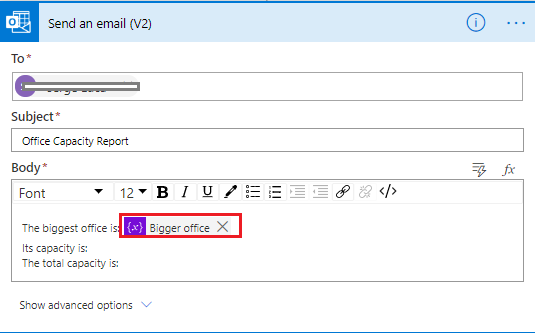 Send an email (V2)
To*
Subject*
Office Capacity Report
Body*
fx
Font 12 B I U </>
The biggest office is: {x} Bigger office
Its capacity is:
The total capacity is:
Show advanced options